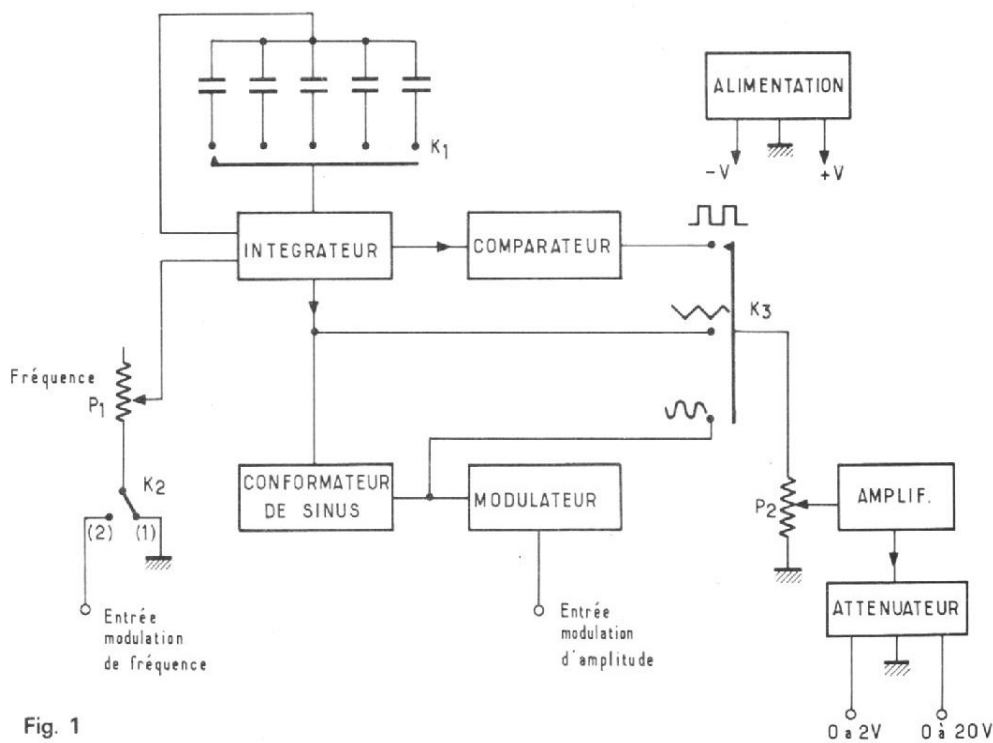 ALIMENTATION
-V
+V
K1
INTEGRATEUR
COMPARATEUR
K3
Fréquence
P1
K2
(2) (1)
CONFORMATEUR
DE SINUS
MODULATEUR
P2
AMPLIF.
ATTENUATEUR
Entrée
modulation
de fréquence
Entrée
modulation
d'amplitude
0 a 2V
0 à 20V
Fig. 1